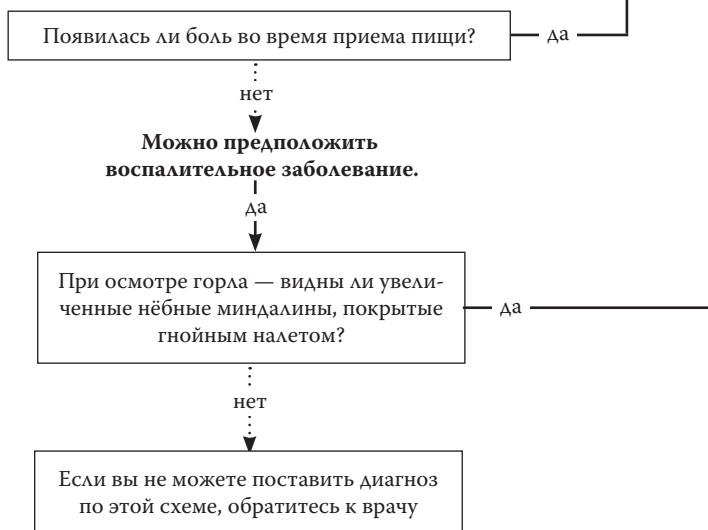 Появилась ли боль во время приема пищи?
да
нет
Можно предположить
воспалительное заболевание.
да
При осмотре горла — видны ли увели-
ченные нёбные миндалины, покрытые
гнойным налетом?
да
нет
Если вы не можете поставить диагноз
по этой схеме, обратитесь к врачу